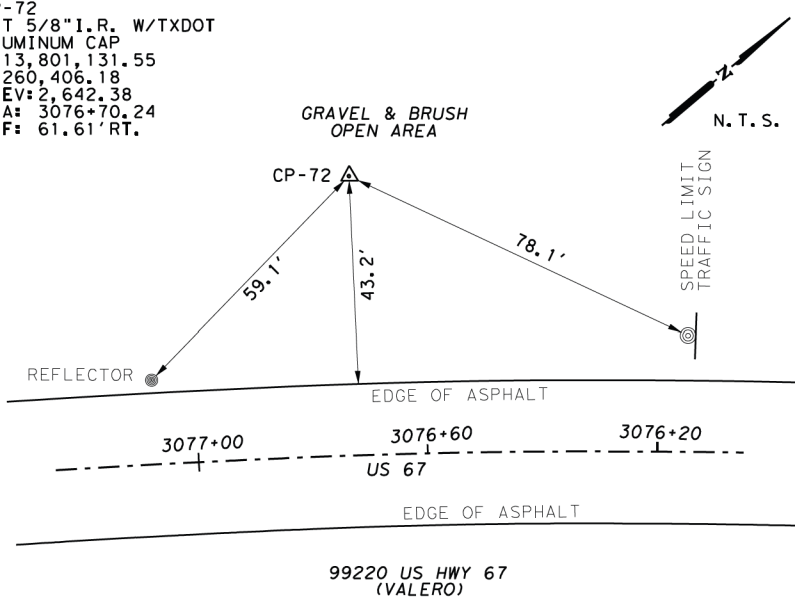 -72
T 5/8"I.R. W/TXDOT
UMINUM CAP
13,801,131.55
260,406.18
EV:2,642.38
A: 3076+70.24
F: 61.61'RT.
GRAVEL & BRUSH
OPEN AREA
N
N.T.S.
CP-72
SPEED LIMIT
TRAFFIC SIGN
59.1'
43.2'
78.1'
REFLECTOR
EDGE OF ASPHALT
3077+00
3076+60
3076+20
US 67
EDGE OF ASPHALT
99220 US HWY 67
(VALERO)